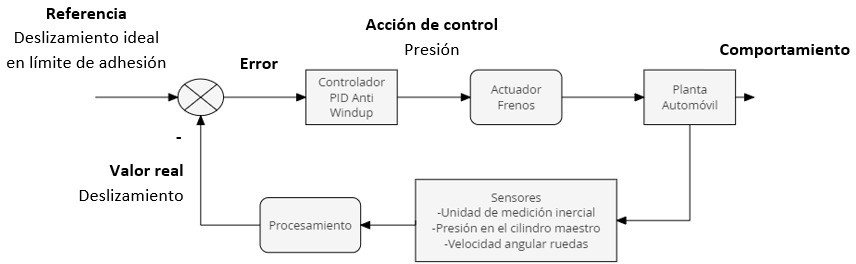 Referencia
Deslizamiento ideal
en límite de adhesión
Error
Acción de control
Presión
Comportamiento
Controlador
PID Anti
Windup
Actuador
Frenos
Planta
Automóvil
-
Valor real
Deslizamiento
Procesamiento
Sensores
-Unidad de medición inercial
-Presión en el cilindro maestro
-Velocidad angular ruedas